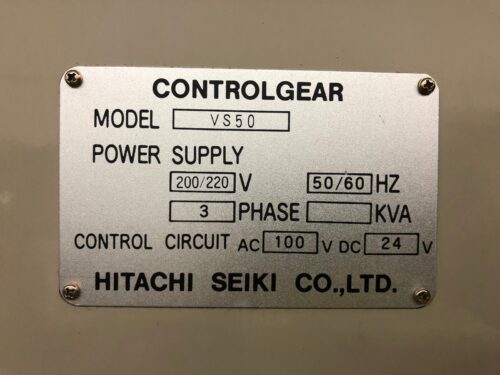 CONTROLGEAR
MODEL VS50
POWER SUPPLY
200/220 V 50/60 HZ
3 PHASE KVA
CONTROL CIRCUIT AC 100 V DC 24 V
HITACHI SEIKI CO.,LTD.